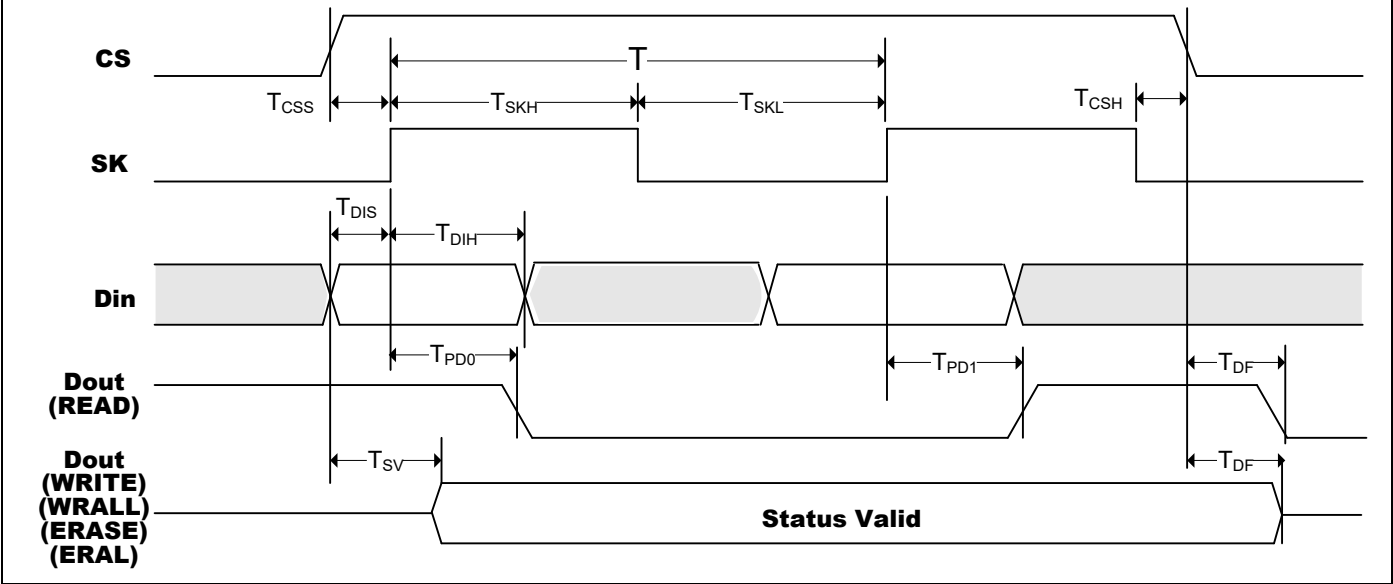 CS
T
TCSS
TSKH
TSKL
TCSH
SK
TDIS
TDIH
Din
TPD0
TPD1
TDF
Dout
(READ)
TSV
TDF
Dout
(WRITE)
(WRALL)
(ERASE)
(ERAL)
Status Valid